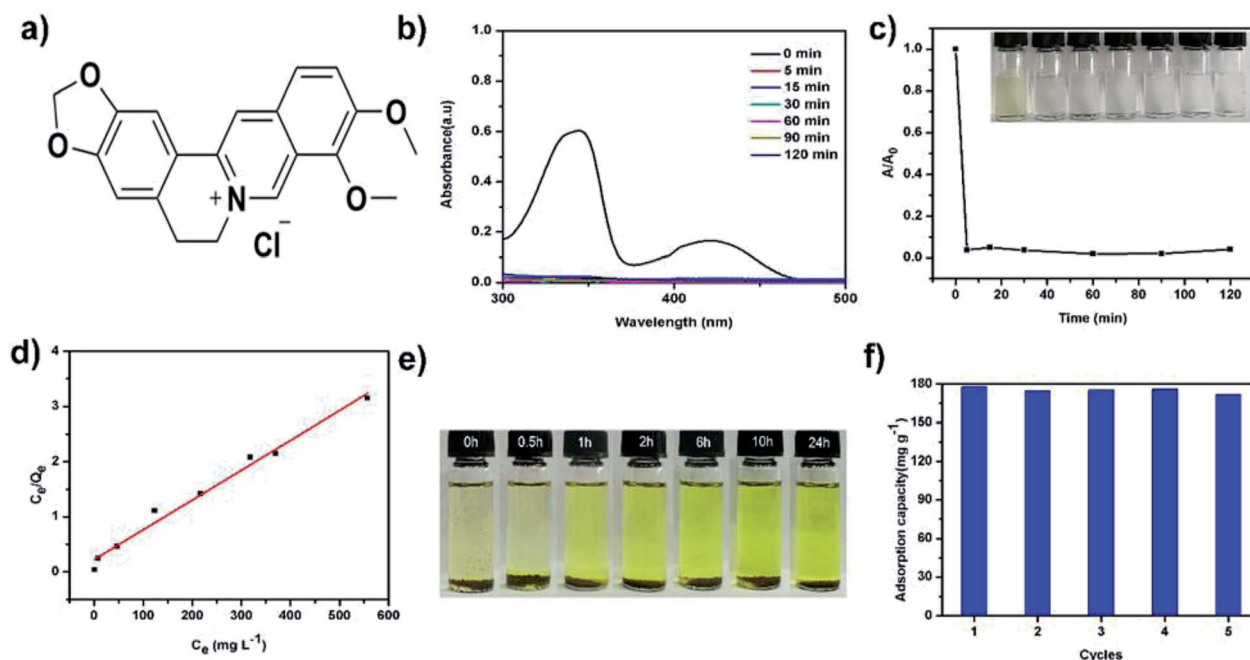 a)
O
O
N
+
Cl
−
O
O
b)
1.0
0.8
0.6
0.4
0.2
0.0
300
400
500
Absorbance(a.u)
Wavelength (nm)
0 min
5 min
15 min
30 min
60 min
90 min
120 min
c)
1.0
0.8
0.6
0.4
0.2
0.0
0 20 40 60 80 100 120
A/A0
Time (min)
d)
4
3
2
1
0
0 100 200 300 400 500 600
Ce/Qe
Ce (mg L-1)
e)
0h 0.5h 1h 2h 6h 10h 24h
f)
180
150
120
90
60
30
0
1 2 3 4 5
Adsorption capacity(mg g-1)
Cycles